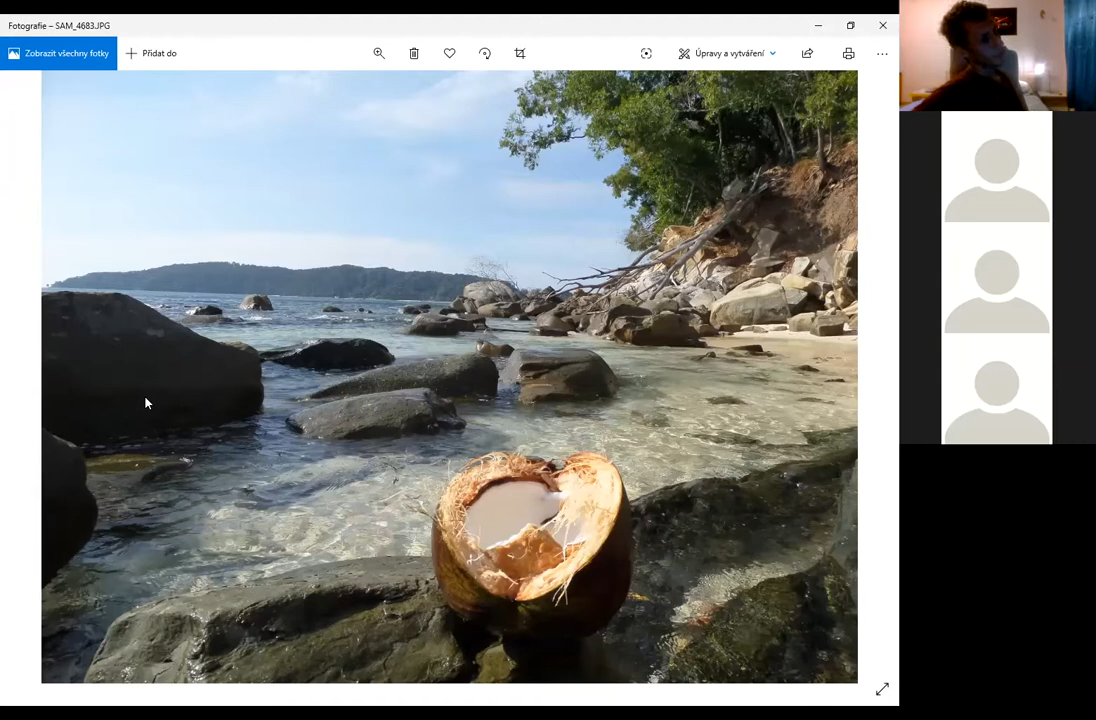 Fotografie – SAM_4683.JPG
Zobrazit všechny fotky
Přidat do
Úpravy a vytváření